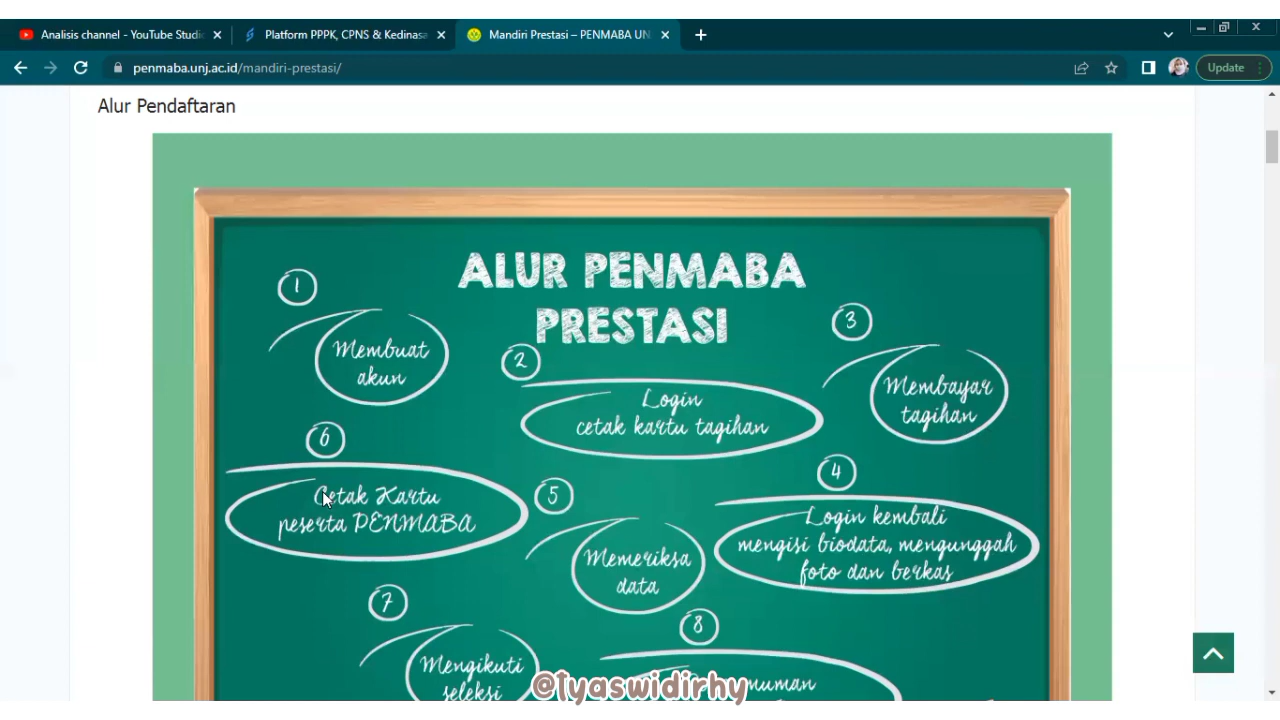 Analisis channel - YouTube Studi
Platform PPPK, CPNS & Kedinasa
Mandiri Prestasi – PENMABA UN
penmaba.unj.ac.id/mandiri-prestasi/
Update
Alur Pendaftaran
ALUR PENMABA
PRESTASI
1
Membuat
akun
2
Login
cetak kartu tagihan
3
Membayar
tagihan
4
Login kembali
mengisi biodata, mengunggah
foto dan berkas
5
Memeriksa
data
6
Cetak Kartu
peserta PENMABA
7
Mengikuti
seleksi
8
@tyaswidirhy